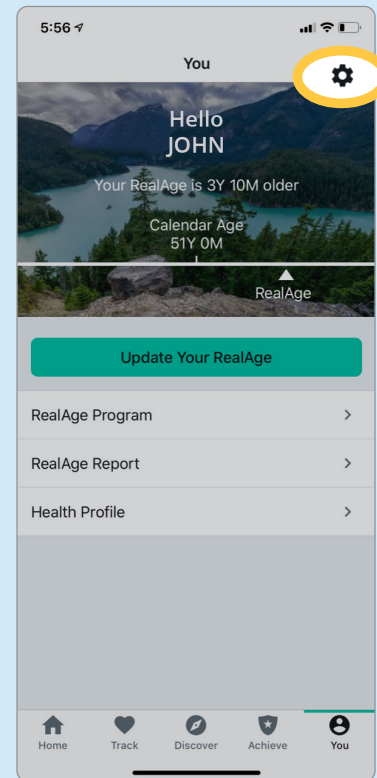 5:56
You
Hello
JOHN
Your RealAge is 3Y 10M older
Calendar Age
51Y 0M
RealAge
Update Your RealAge
RealAge Program
RealAge Report
Health Profile
Home Track Discover Achieve You